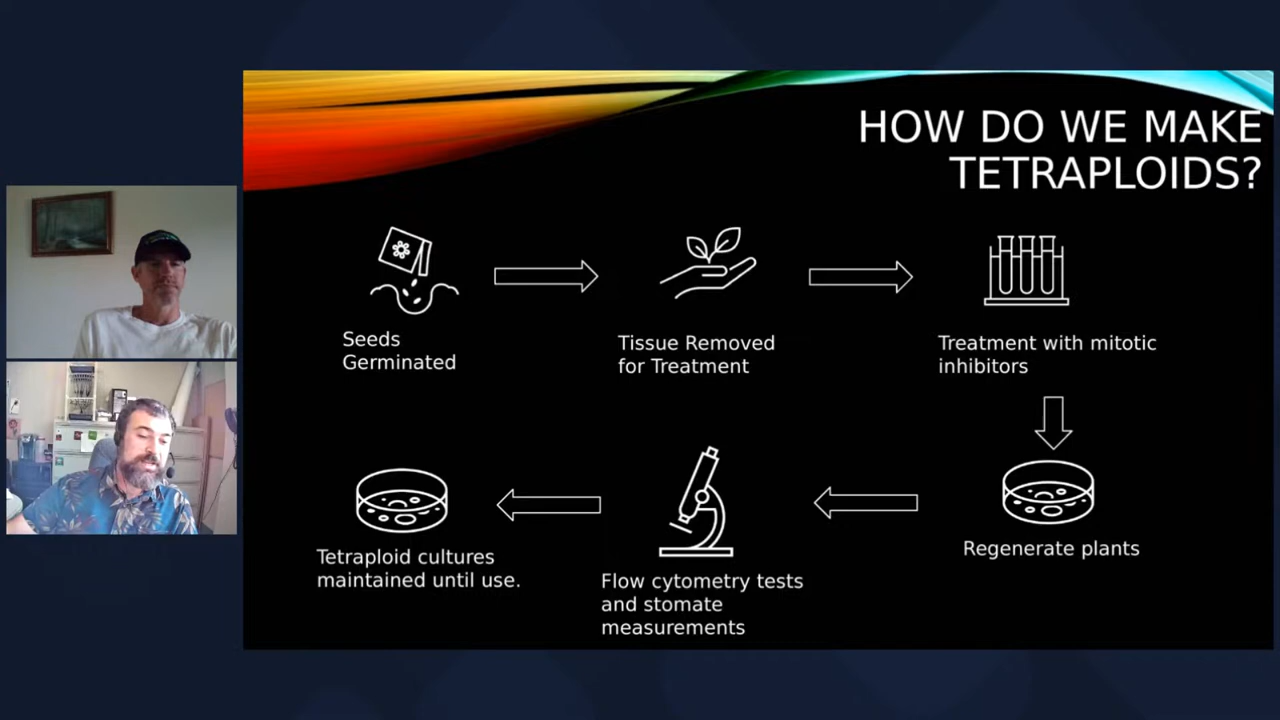 HOW DO WE MAKE
TETRAPLOIDS?
Seeds
Germinated
Tissue Removed
for Treatment
Treatment with mitotic
inhibitors
Regenerate plants
Flow cytometry tests
and stomate
measurements
Tetraploid cultures
maintained until use.